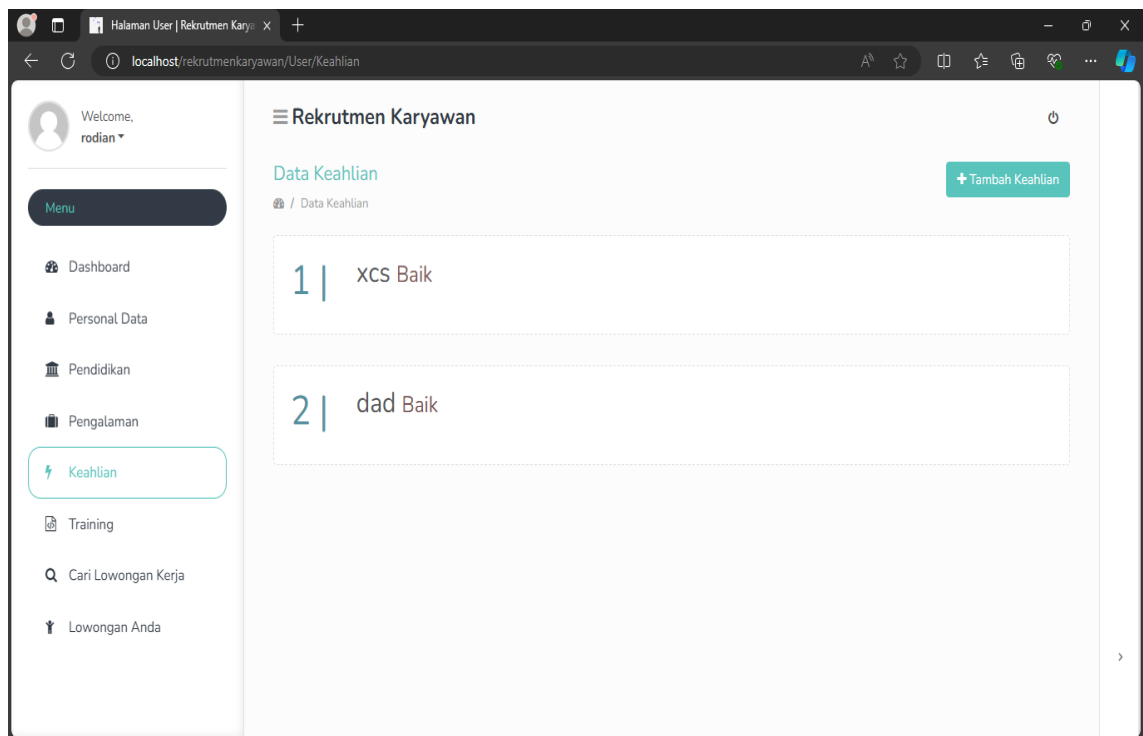 Halaman User | Rekrutmen Karya
localhost/rekrutmenkaryawan/User/Keahlian
Welcome,
rodian
Menu
Dashboard
Personal Data
Pendidikan
Pengalaman
Keahlian
Training
Cari Lowongan Kerja
Lowongan Anda
Rekrutmen Karyawan
Data Keahlian
+ Tambah Keahlian
/ Data Keahlian
1 | xcs Baik
2 | dad Baik